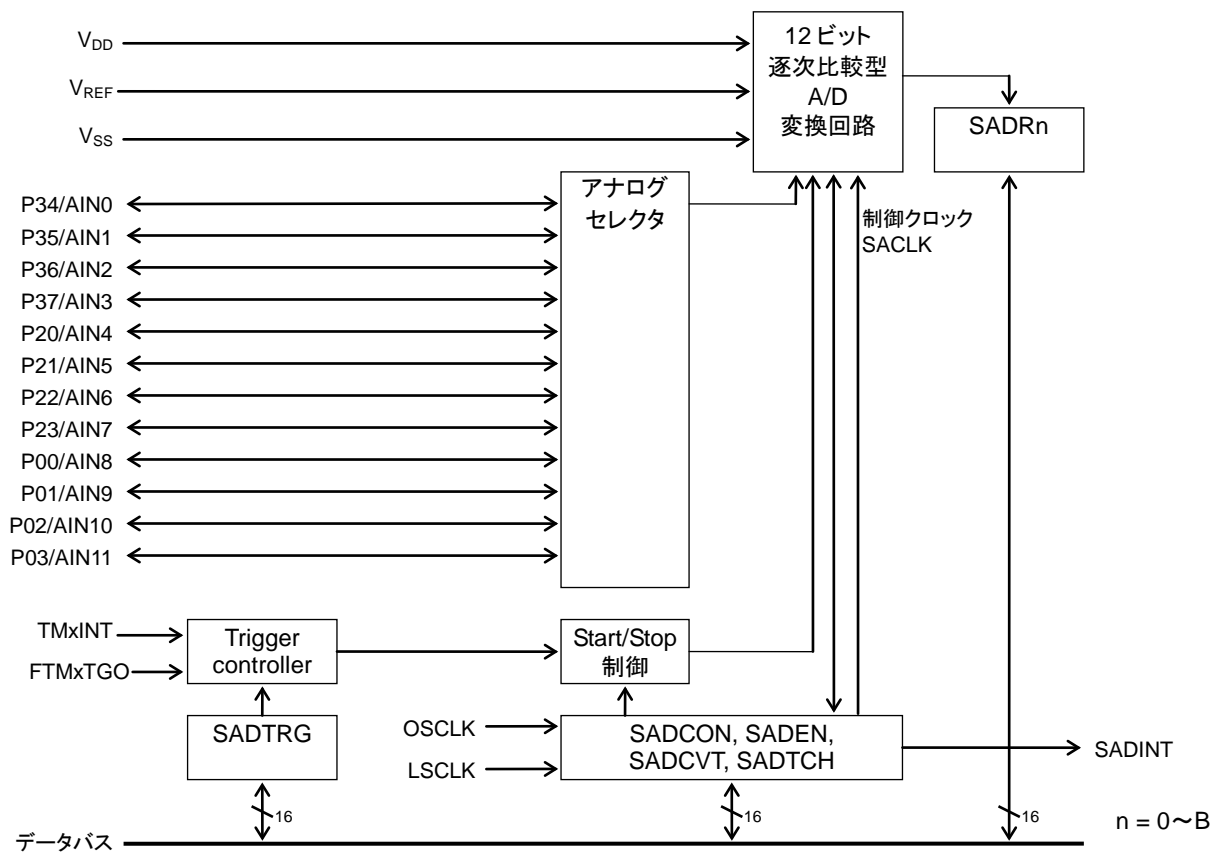 VDD
VREF
VSS
12 ビット
逐次比較型
A/D
変換回路
SADRn
アナログ
セレクタ
P34/AIN0
P35/AIN1
P36/AIN2
P37/AIN3
P20/AIN4
P21/AIN5
P22/AIN6
P23/AIN7
P00/AIN8
P01/AIN9
P02/AIN10
P03/AIN11
制御クロック
SACLK
TMxINT
FTMxTGO
Trigger
controller
Start/Stop
制御
SADTRG
OSCLK
LSCLK
SADCON, SADEN,
SADCVT, SADTCH
SADINT
16
16
16
n = 0～B
データバス